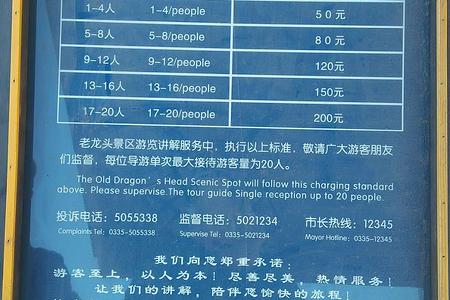 1-4人 1-4/people 50元
5-8人 5-8/people 80元
9-12人 9-12/people 120元
13-16人 13-16/people 150元
17-20人 17-20/people 200元
老龙头景区游览讲解服务中，执行以上标准，敬请广大游客朋友
们监督，每位导游单次最大接待游客量为20人。
The Old Dragon's Head Scenic Spot will follow this charging standard
above. Please supervise.The tour guide Single reception up to 20 people.
投诉电话：5055338 监督电话：5021234 市长热线：12345
Complaints Tel：0335-5055338 Supervise Tel：0335-5021234 Mayor Hotline：0335-12345
我们向您郑重承诺：
游客至上，以人为本！尽善尽美，热情服务！
让我们的讲解，陪伴您愉快的旅程！